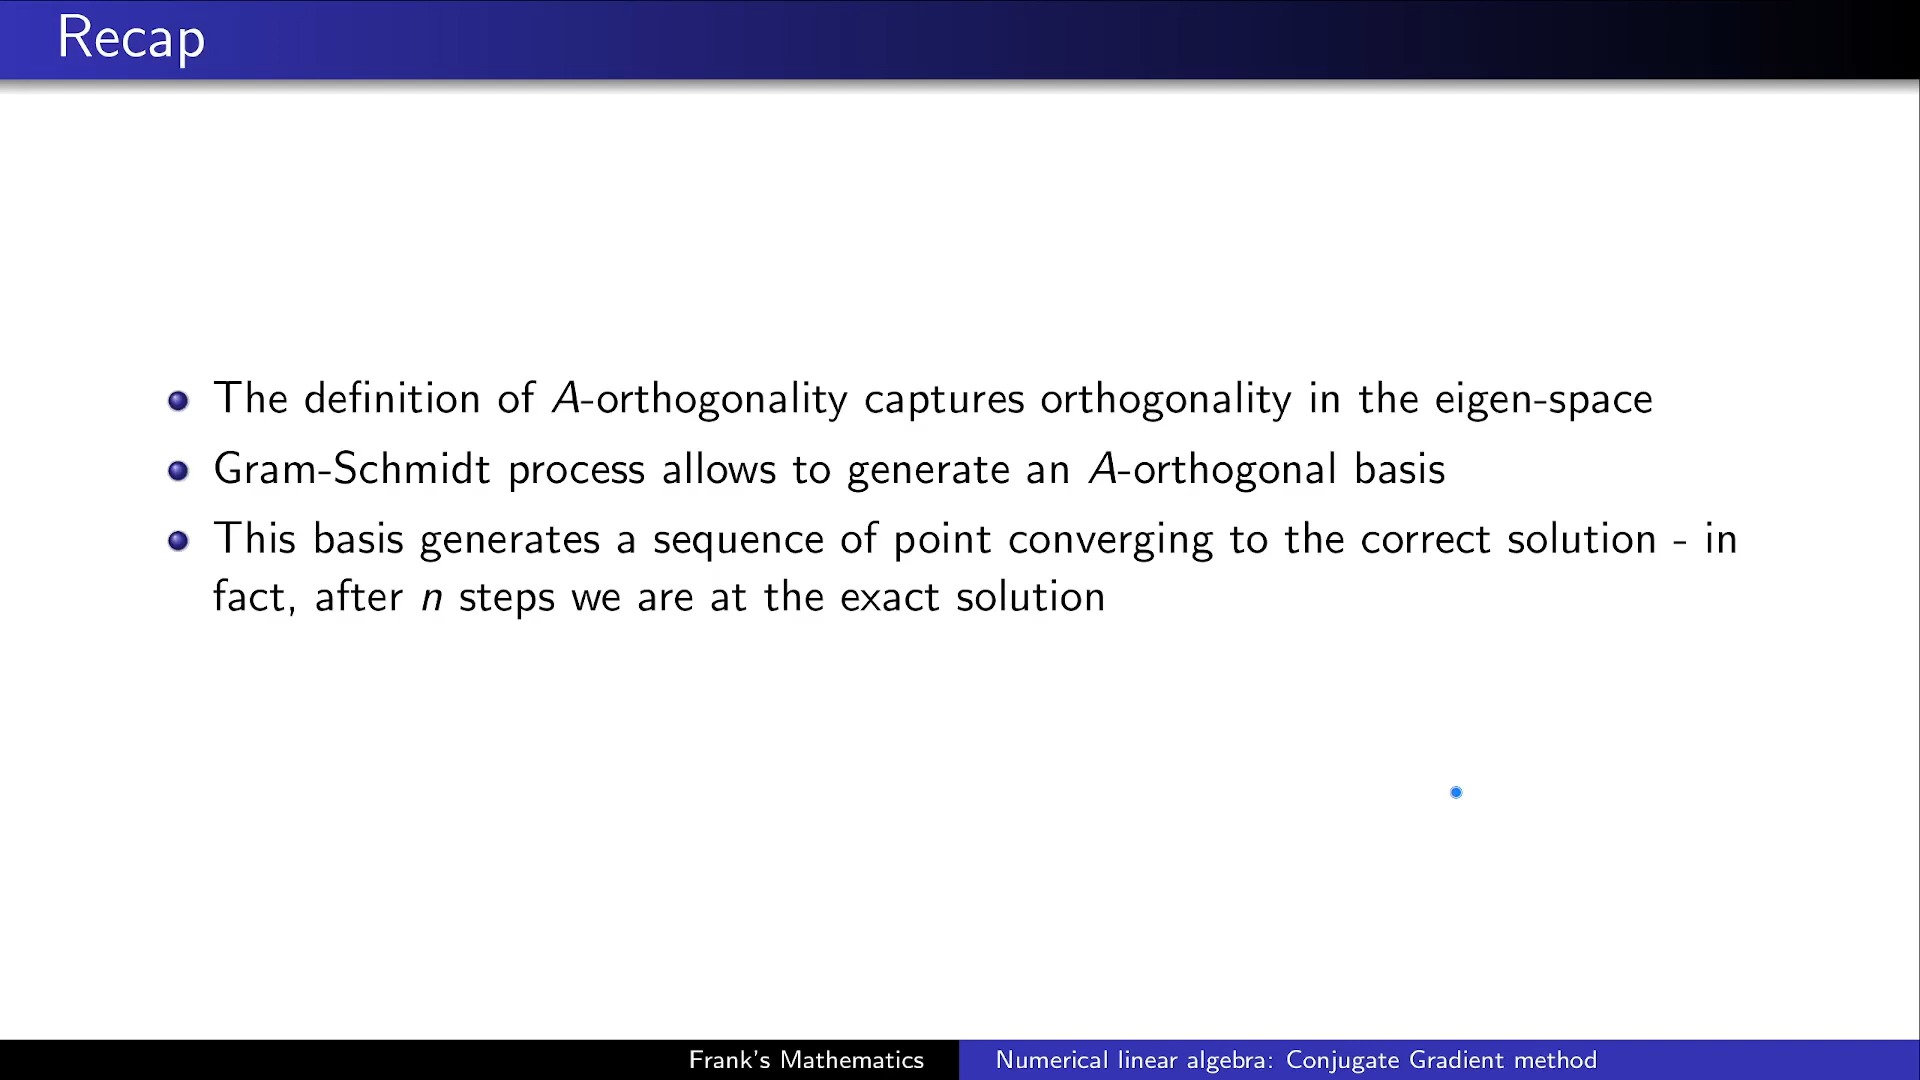 Recap
The definition of A-orthogonality captures orthogonality in the eigen-space
Gram-Schmidt process allows to generate an A-orthogonal basis
This basis generates a sequence of point converging to the correct solution - in
fact, after n steps we are at the exact solution
Frank's Mathematics
Numerical linear algebra: Conjugate Gradient method